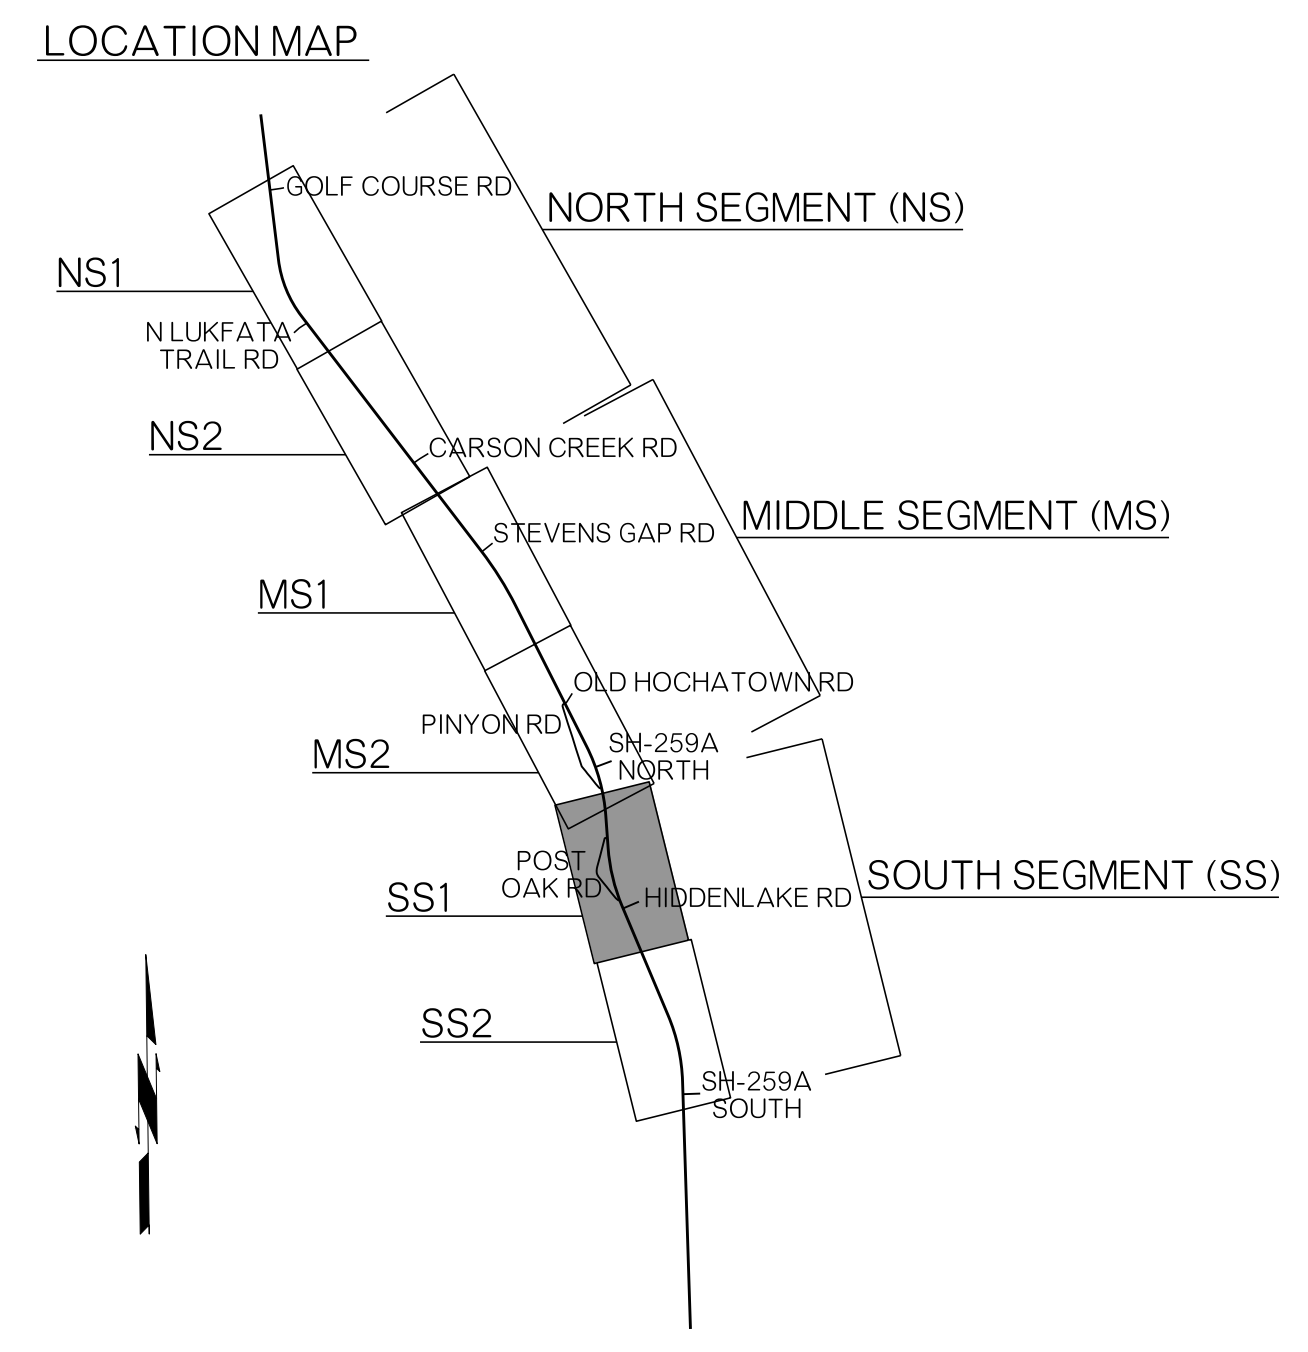 LOCATION MAP
GOLF COURSE RD
NORTH SEGMENT (NS)
NS1
N LUKFATA
TRAIL RD
NS2
CARSON CREEK RD
MIDDLE SEGMENT (MS)
STEVENS GAP RD
MS1
OLD HOCHATOWN RD
PINYON RD
SH-259A
NORTH
MS2
POST
OAK RD
SOUTH SEGMENT (SS)
SS1
HIDDENLAKE RD
SS2
SH-259A
SOUTH